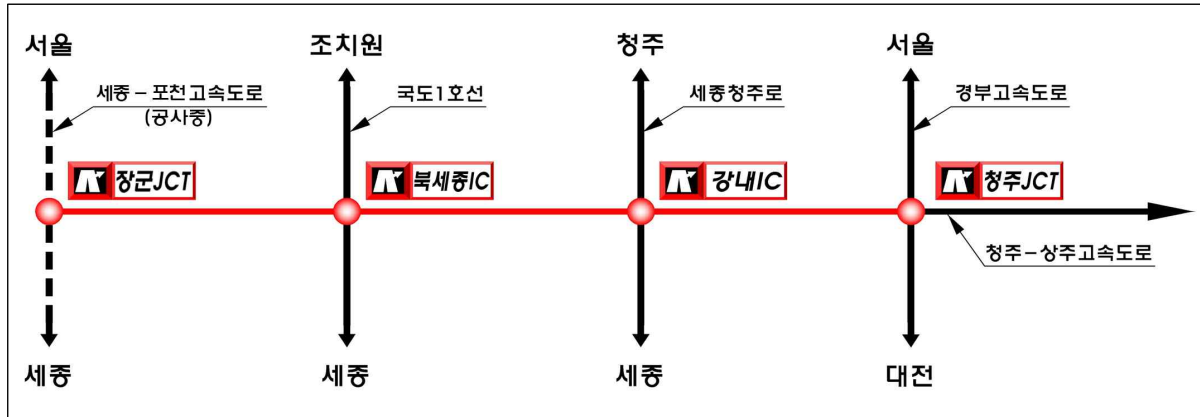 서울
조치원
청주
서울
세종-포천고속도로
(공사중)
국도1호선
세종청주로
경부고속도로
장군JCT
북세종IC
강내IC
청주JCT
청주-상주고속도로
세종
세종
세종
대전